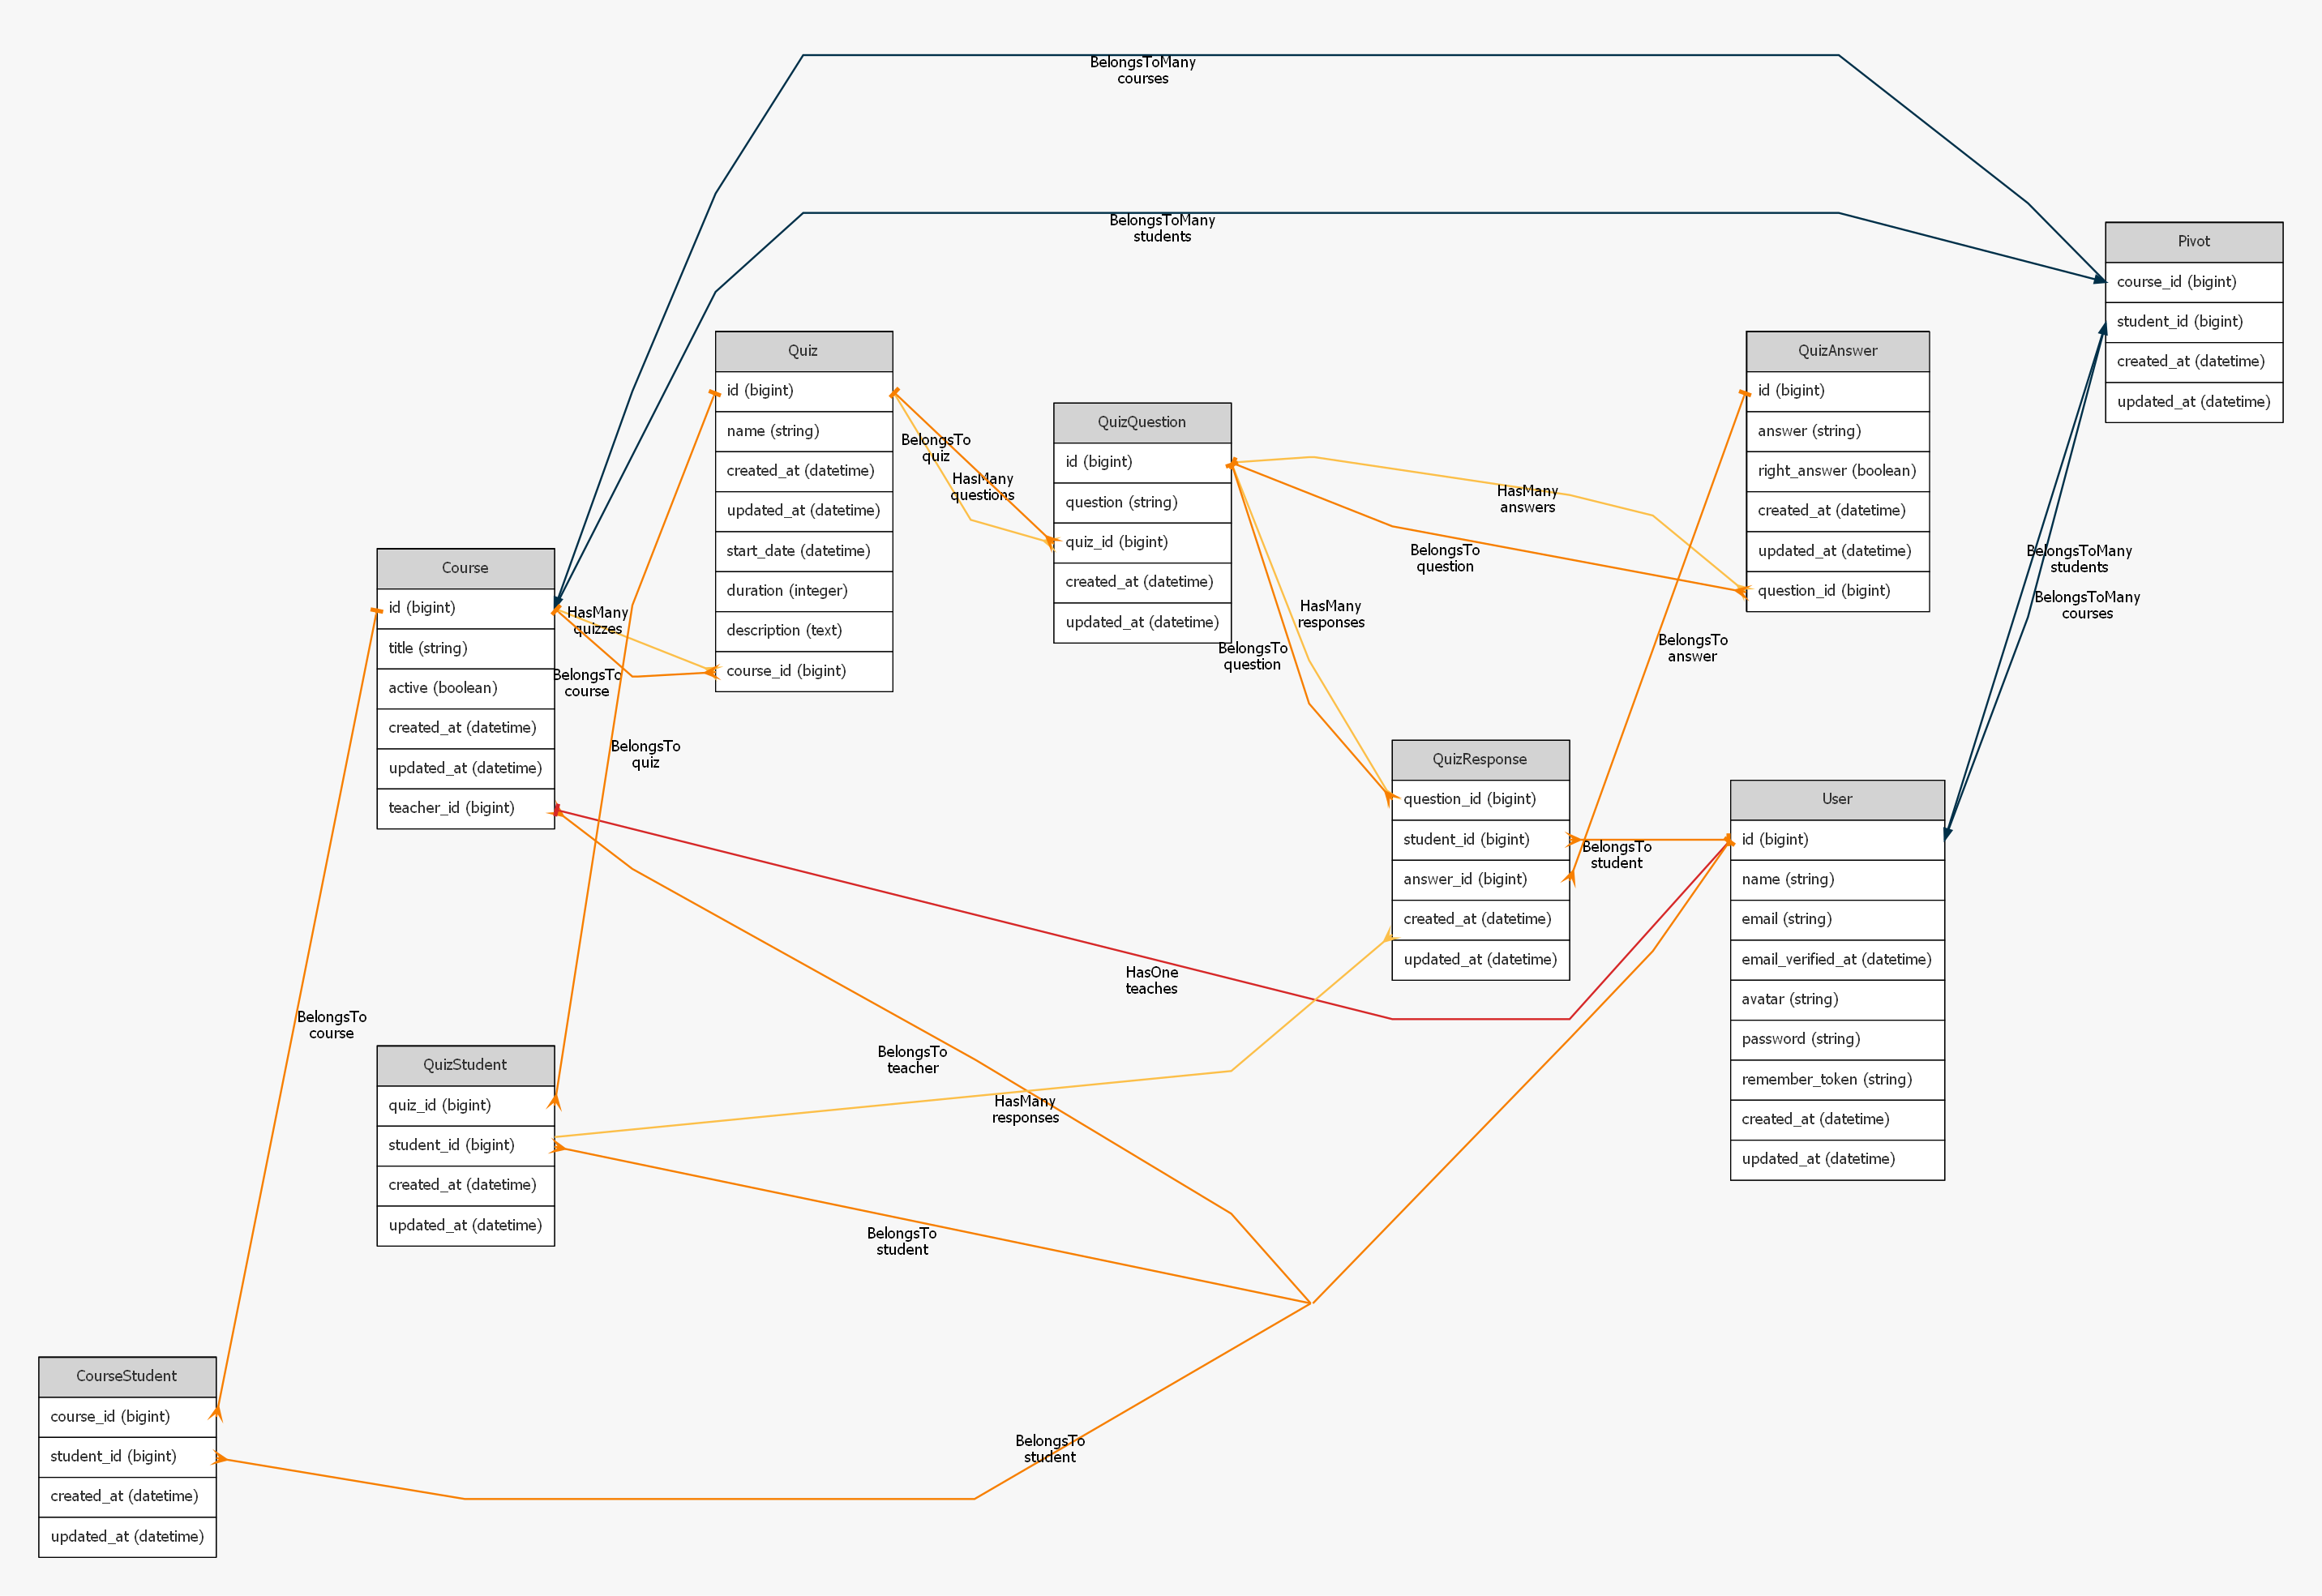 BelongsToMany
courses
BelongsToMany
students
Pivot
course_id (bigint)
student_id (bigint)
created_at (datetime)
updated_at (datetime)
Quiz
id (bigint)
name (string)
created_at (datetime)
updated_at (datetime)
start_date (datetime)
duration (integer)
description (text)
course_id (bigint)
QuizAnswer
id (bigint)
answer (string)
right_answer (boolean)
created_at (datetime)
updated_at (datetime)
question_id (bigint)
QuizQuestion
id (bigint)
question (string)
quiz_id (bigint)
created_at (datetime)
updated_at (datetime)
BelongsTo
quiz
HasMany
questions
HasMany
answers
BelongsTo
question
BelongsToMany
students
BelongsToMany
courses
Course
id (bigint)
title (string)
active (boolean)
created_at (datetime)
updated_at (datetime)
teacher_id (bigint)
HasMany
quizzes
BelongsTo
course
HasMany
responses
BelongsTo
question
BelongsTo
answer
BelongsTo
quiz
QuizResponse
question_id (bigint)
student_id (bigint)
answer_id (bigint)
created_at (datetime)
updated_at (datetime)
BelongsTo
student
User
id (bigint)
name (string)
email (string)
email_verified_at (datetime)
avatar (string)
password (string)
remember_token (string)
created_at (datetime)
updated_at (datetime)
HasOne
teaches
BelongsTo
course
BelongsTo
teacher
HasMany
responses
QuizStudent
quiz_id (bigint)
student_id (bigint)
created_at (datetime)
updated_at (datetime)
BelongsTo
student
CourseStudent
course_id (bigint)
student_id (bigint)
created_at (datetime)
updated_at (datetime)
BelongsTo
student